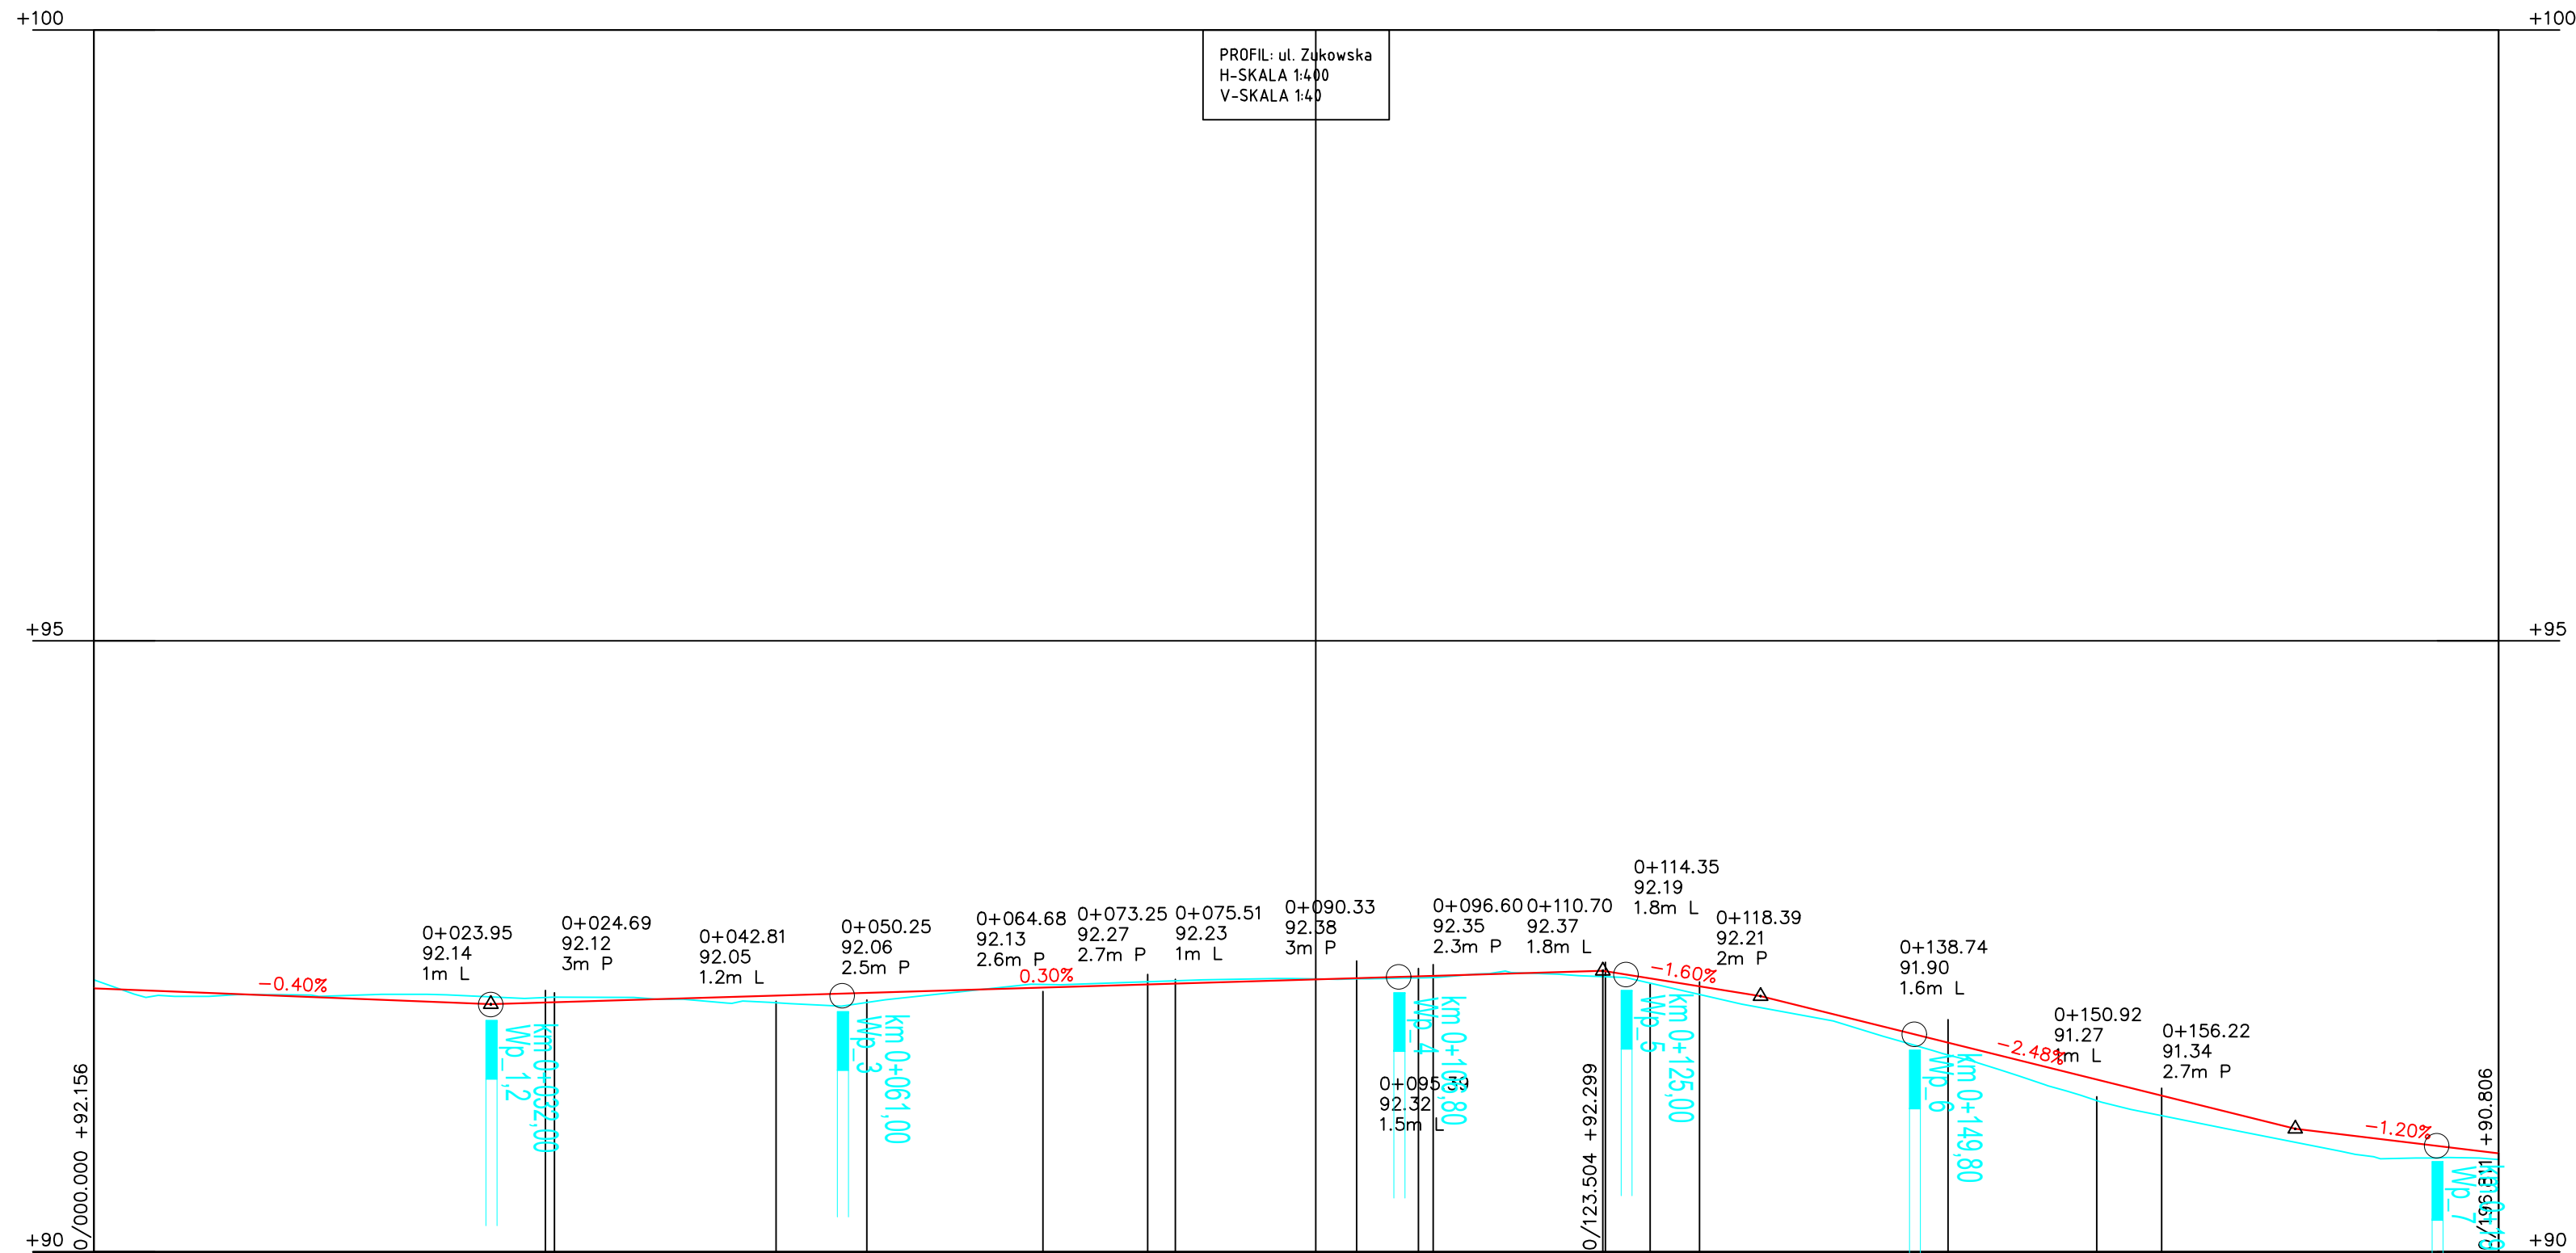 +100
+100
PROFIL: ul. Zukowska
H-SKALA 1:400
V-SKALA 1:40
+95
+95
0+023.95
92.14
1m L
0+024.69
92.12
3m P
0+042.81
92.05
1.2m L
0+050.25
92.06
2.5m P
0+064.68
92.13
2.6m P
0+073.25
92.27
2.7m P
0+075.51
92.23
1m L
0+090.33
92.38
3m P
0+096.60
92.35
2.3m P
0+110.70
92.37
1.8m L
0+114.35
92.19
1.8m L
0+118.39
92.21
2m P
0+138.74
91.90
1.6m L
0+150.92
91.27
1m L
0+156.22
91.34
2.7m P
0+095.39
92.32
1.5m L
-0.40%
0.30%
-1.60%
-2.48%
-1.20%
km 0+032,00
Wp_1,2
km 0+061,00
Wp_3
km 0+106,80
Wp_4
km 0+125,00
Wp_5
km 0+149,80
Wp_6
Wp_7
0/000.000 +92.156
0/123.504 +92.299
0/196.811 +90.806
+90
+90